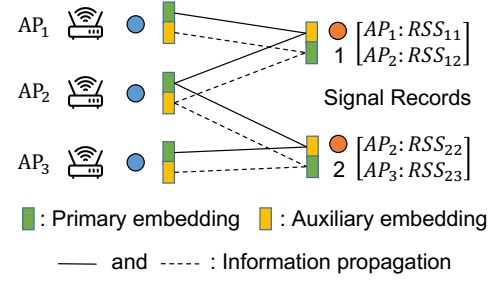 AP₁
1 [AP₁: RSS₁₁]
[AP₂: RSS₁₂]
AP₂
Signal Records
AP₃
2 [AP₂: RSS₂₂]
[AP₃: RSS₂₃]
: Primary embedding : Auxiliary embedding
and : Information propagation